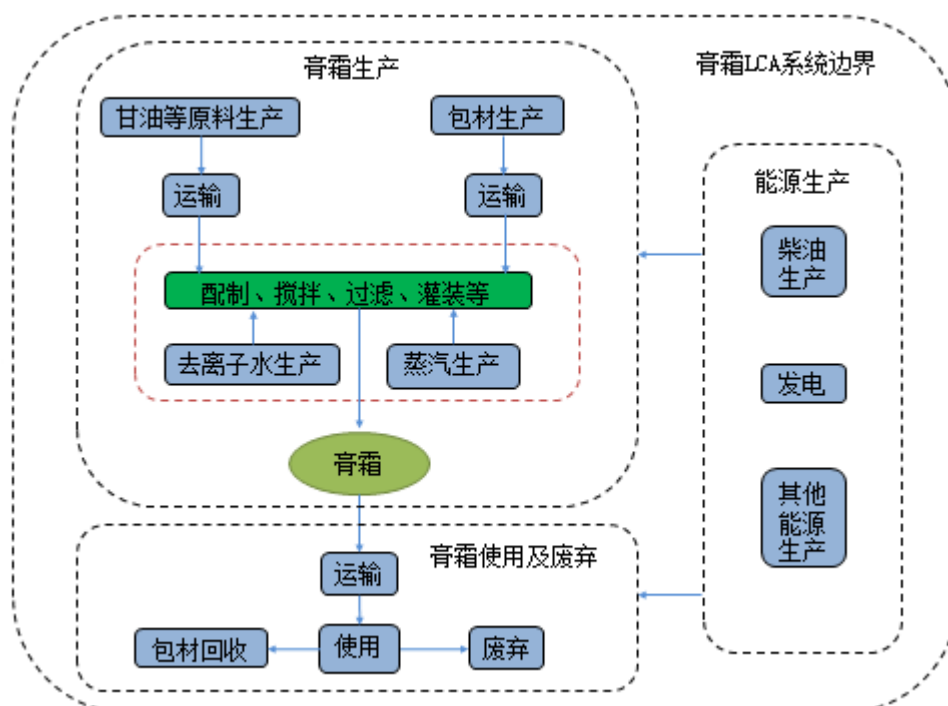 膏霜LCA系统边界
膏霜生产
甘油等原料生产
包材生产
运输
运输
配制、搅拌、过滤、灌装等
去离子水生产
蒸汽生产
膏霜
膏霜使用及废弃
运输
包材回收
使用
废弃
能源生产
柴油
生产
发电
其他
能源
生产